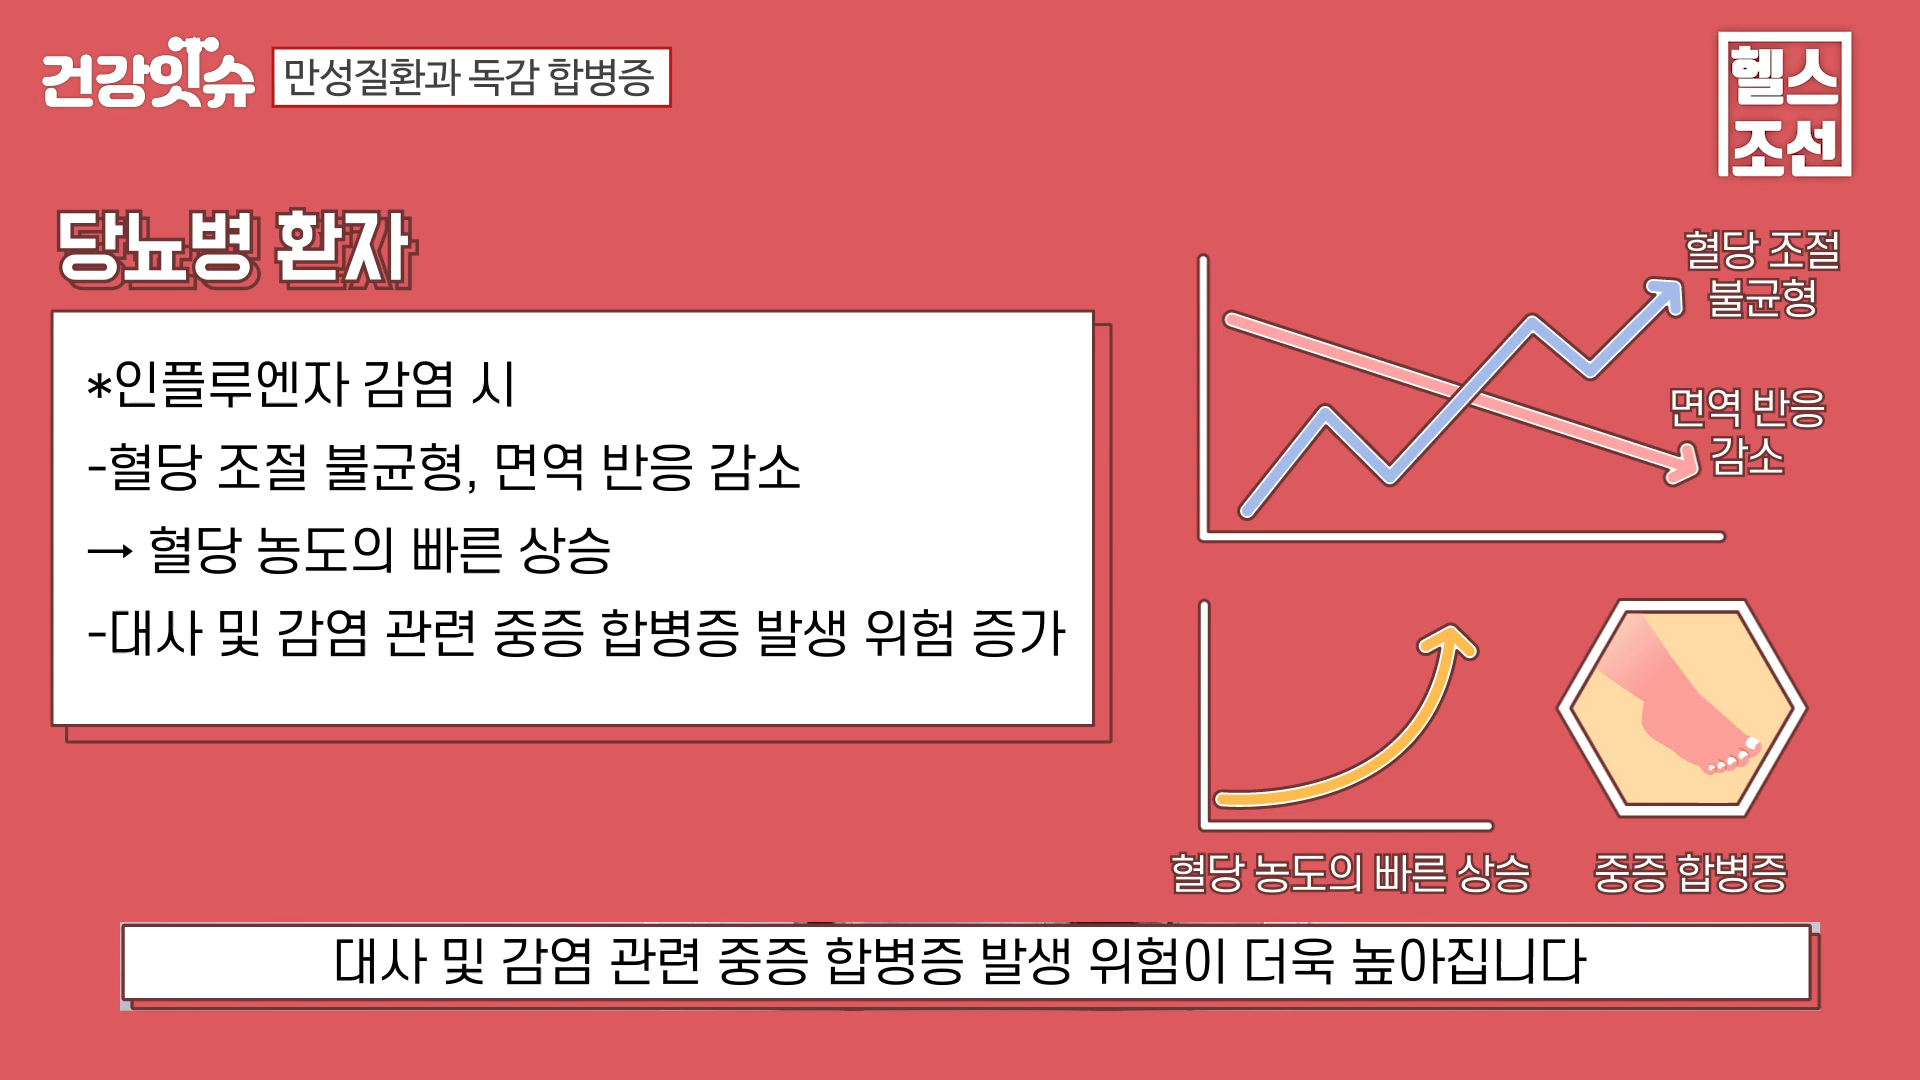 건강잇슈 만성질환과 독감 합병증
헬스
조선
당뇨병 환자
*인플루엔자 감염 시
-혈당 조절 불균형, 면역 반응 감소
→ 혈당 농도의 빠른 상승
-대사 및 감염 관련 중증 합병증 발생 위험 증가
혈당 조절
불균형
면역 반응
감소
혈당 농도의 빠른 상승
중증 합병증
대사 및 감염 관련 중증 합병증 발생 위험이 더욱 높아집니다